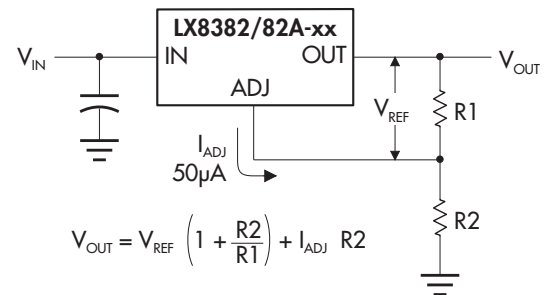 LX8382/82A-xx
V_IN IN OUT V_OUT
ADJ
V_REF R1
I_ADJ
50µA
R2
V_OUT = V_REF (1 + R2/R1) + I_ADJ R2